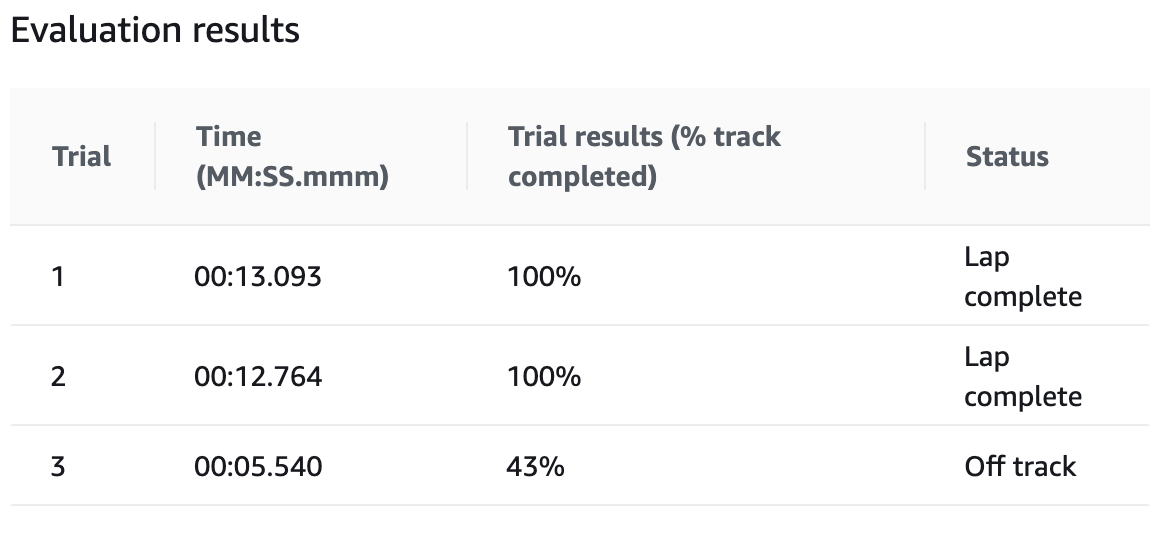 Evaluation results
Trial
Time
(MM:SS.mmm)
Trial results (% track
completed)
Status
1
00:13.093
100%
Lap
complete
2
00:12.764
100%
Lap
complete
3
00:05.540
43%
Off track